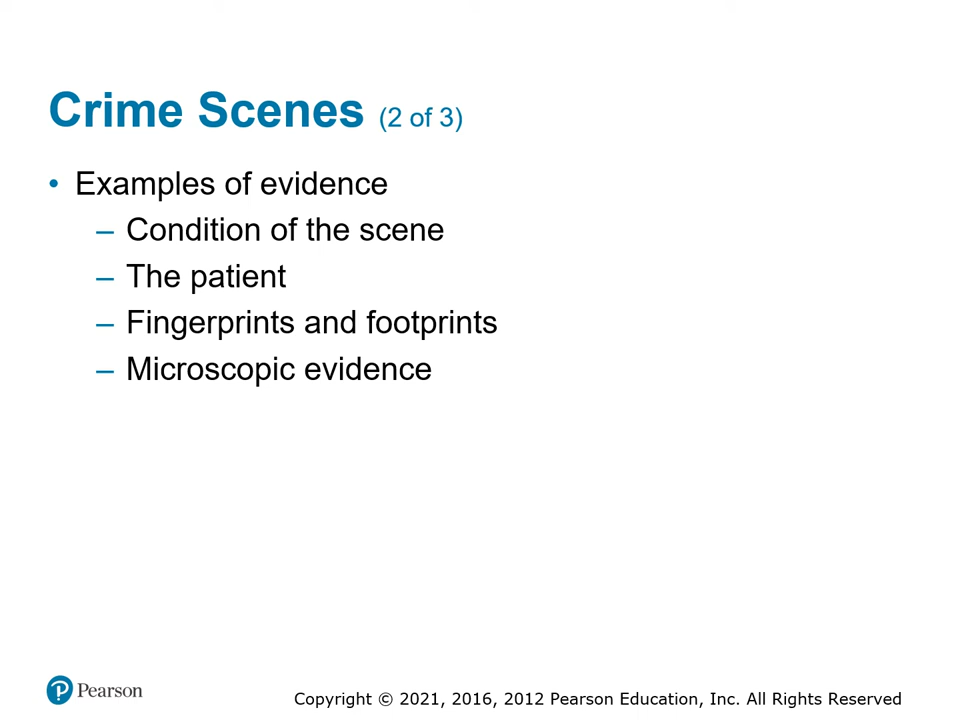 Crime Scenes (2 of 3)
• Examples of evidence
– Condition of the scene
– The patient
– Fingerprints and footprints
– Microscopic evidence
Pearson
Copyright © 2021, 2016, 2012 Pearson Education, Inc. All Rights Reserved